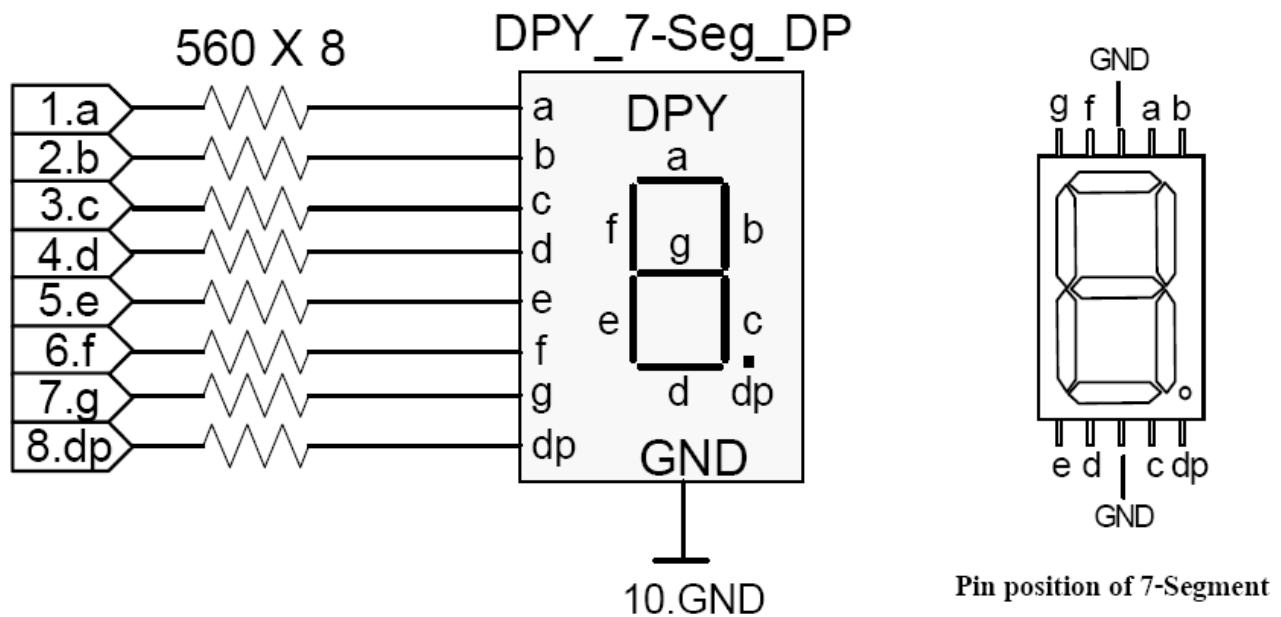 560 X 8
1.a
2.b
3.c
4.d
5.e
6.f
7.g
8.dp
DPY_7-Seg_DP
a
b
c
d
e
f
g
dp
DPY
a
f
b
g
e
c
d
dp
GND
10.GND
GND
g f a b
e d c dp
GND
Pin position of 7-Segment